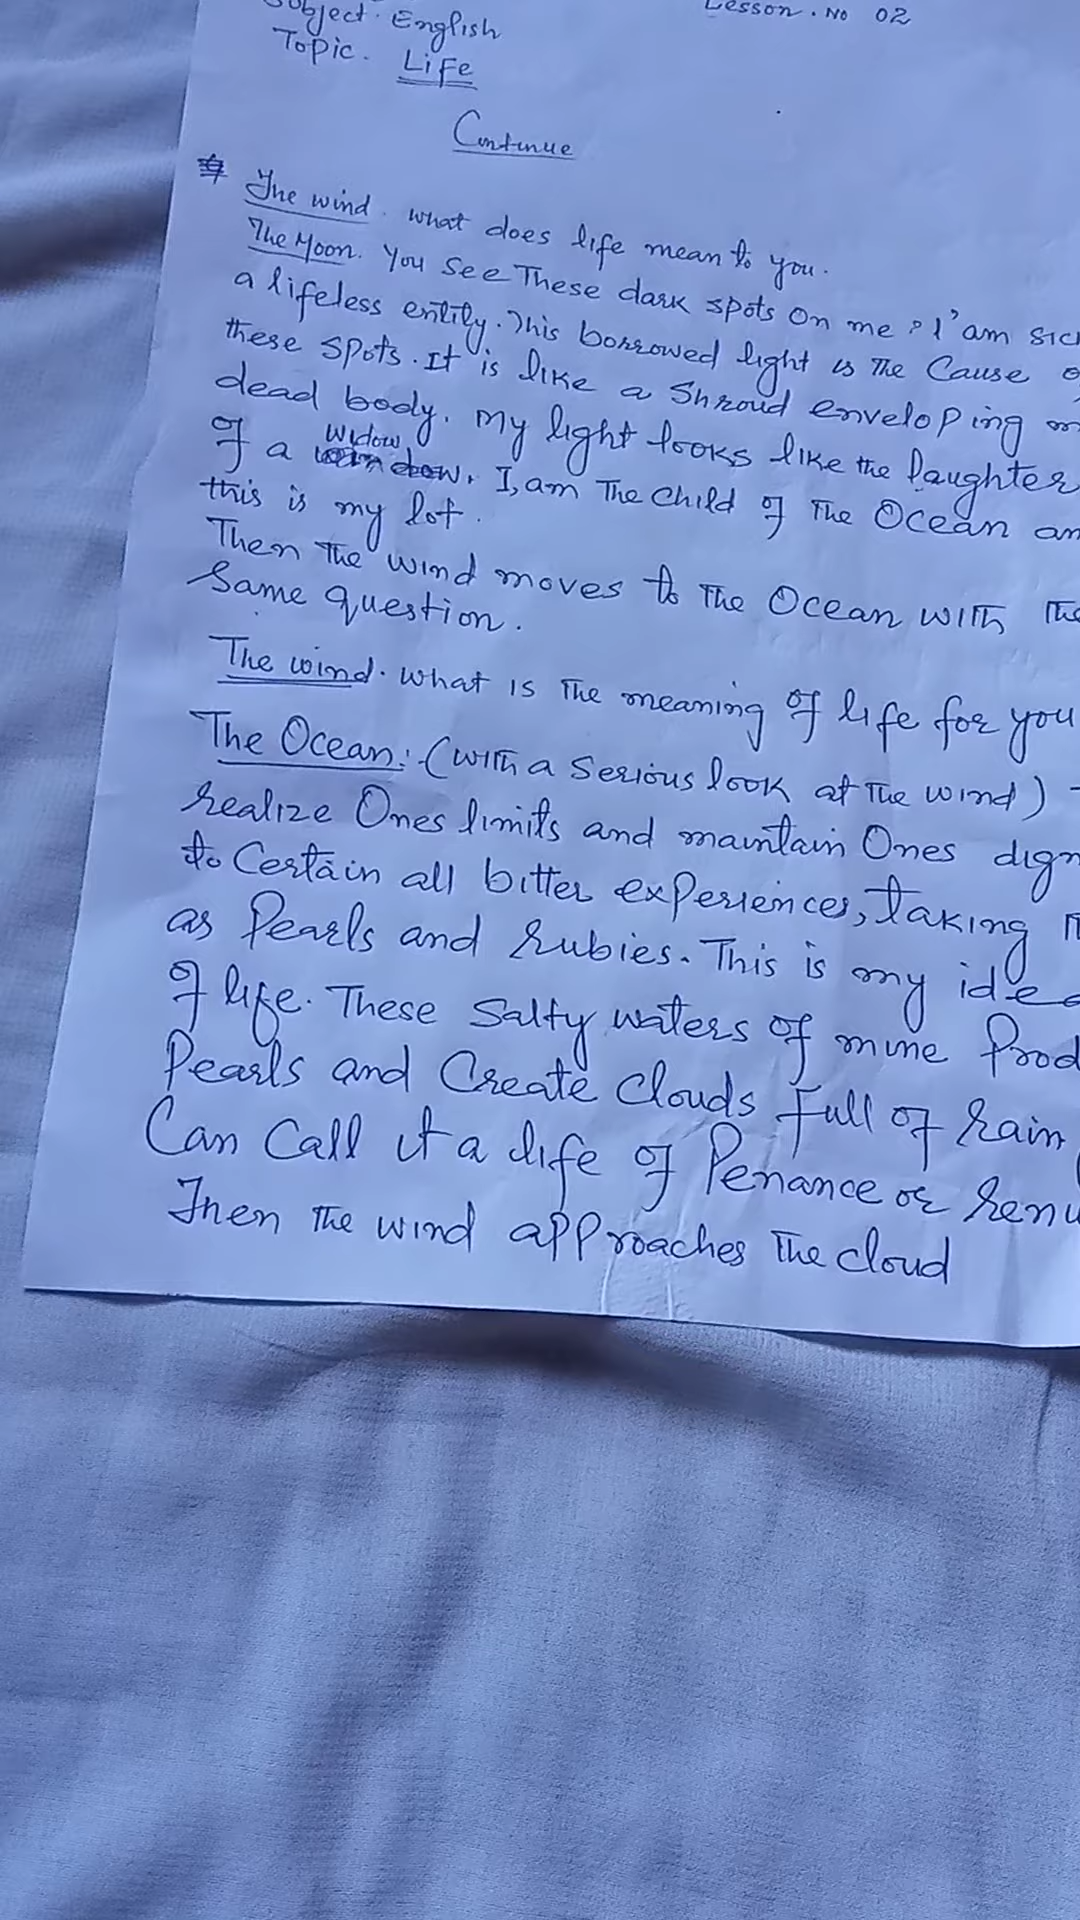 Subject. English
Lesson. No 02
Topic. Life
Continue
The wind. what does life mean to you.
The Moon. You See These dark spots On me ? I'am
a lifeless entity. This borrowed light is The Cause
these spots. It is like a Shroud enveloping
dead body. My light looks like the laughter
of a widow. I, am The Child of The Ocean
this is my lot.
Then The wind moves to The Ocean with
Same question.
The wind. what is The meaning of life for you
The Ocean: (with a Serious look at The wind)
realize Ones limits and maintain Ones
to Certain all bitter experiences, taking
as Pearls and rubies. This is my
of life. These Salty waters of mine
Pearls and Create Clouds full of rain
Can Call it a life of Penance or
Then The wind approaches The cloud